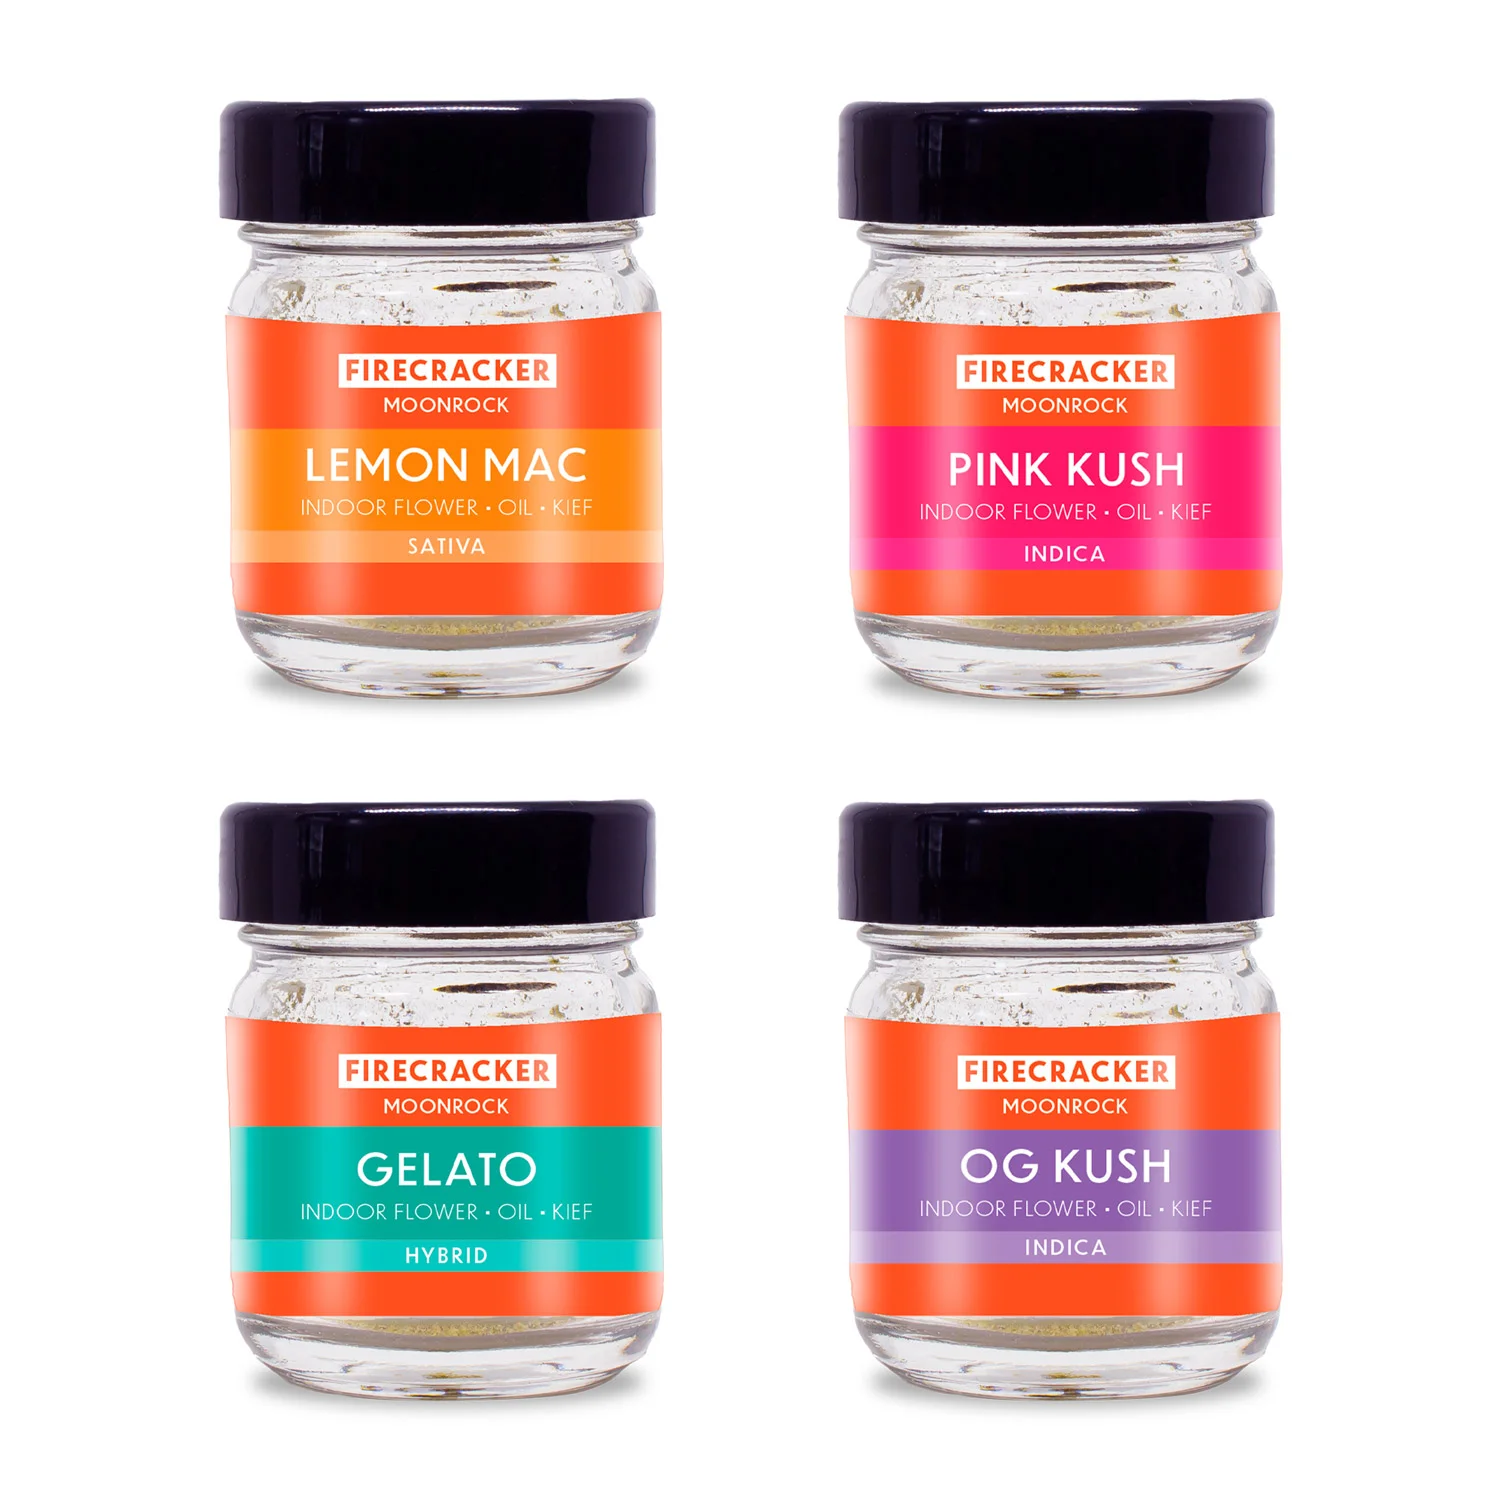 FIRECRACKER
MOONROCK
LEMON MAC
INDOOR FLOWER • OIL • KIEF
SATIVA
FIRECRACKER
MOONROCK
PINK KUSH
INDOOR FLOWER • OIL • KIEF
INDICA
FIRECRACKER
MOONROCK
GELATO
INDOOR FLOWER • OIL • KIEF
HYBRID
FIRECRACKER
MOONROCK
OG KUSH
INDOOR FLOWER • OIL • KIEF
INDICA